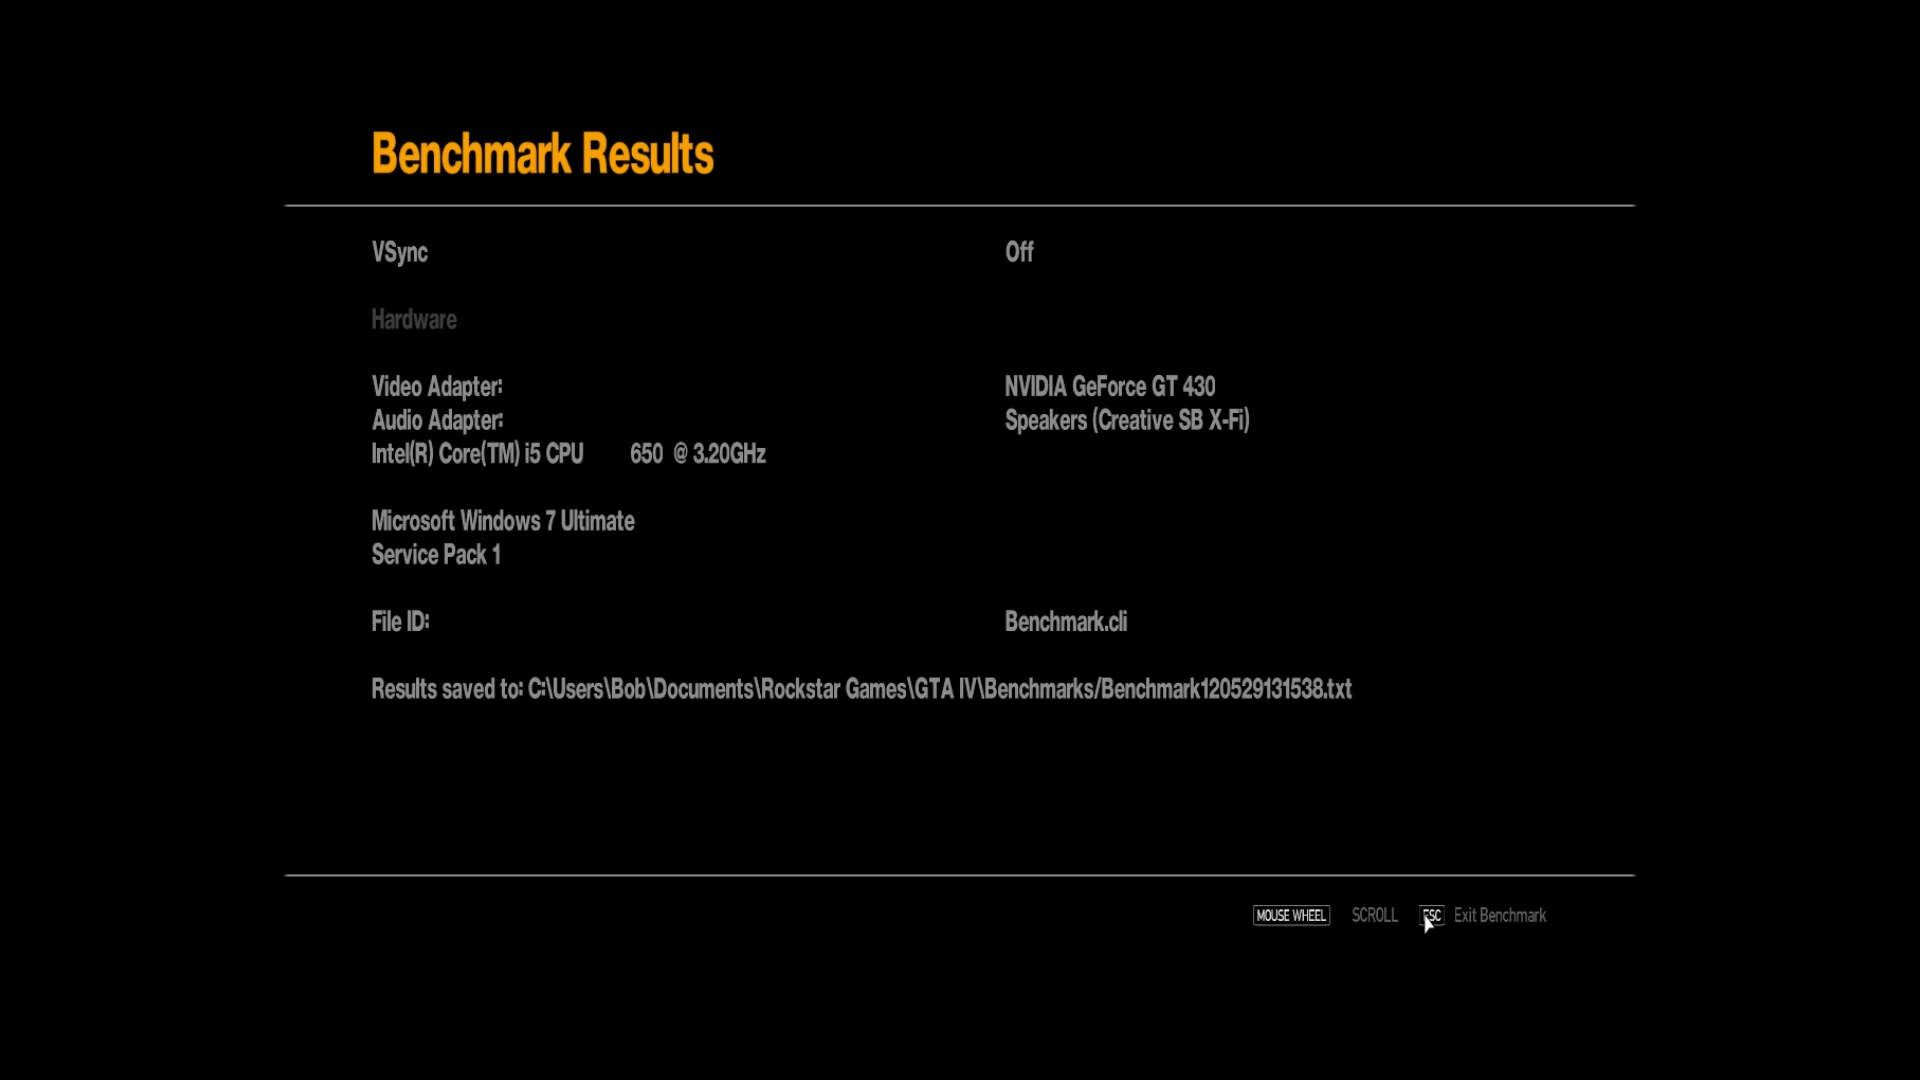 Benchmark Results
VSync Off
Hardware
Video Adapter: NVIDIA GeForce GT 430
Audio Adapter: Speakers (Creative SB X-Fi)
Intel(R) Core(TM) i5 CPU 650 @ 3.20GHz
Microsoft Windows 7 Ultimate
Service Pack 1
File ID: Benchmark.cli
Results saved to: C:\Users\Bob\Documents\Rockstar Games\GTA IV\Benchmarks/Benchmark120529131538.txt
MOUSE WHEEL SCROLL ESC Exit Benchmark